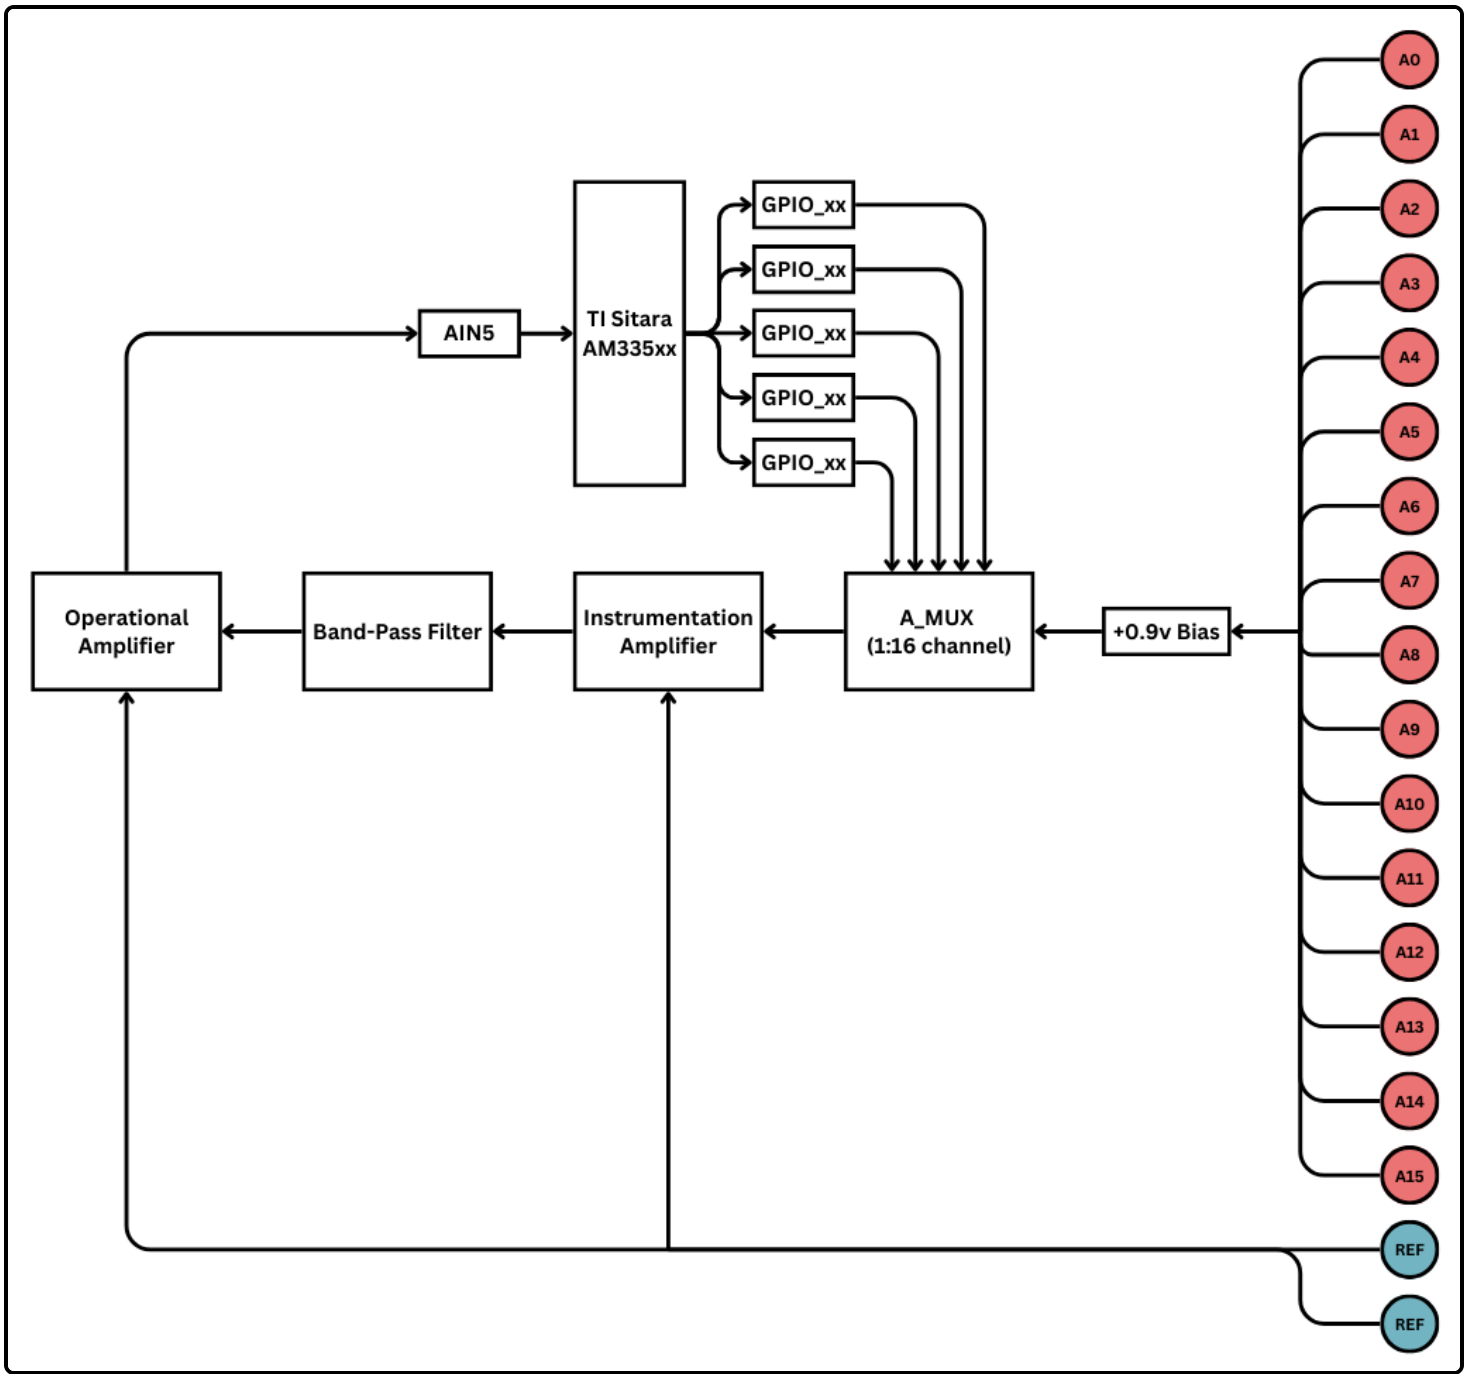 A0
A1
A2
A3
A4
A5
A6
A7
A8
A9
A10
A11
A12
A13
A14
A15
REF
REF
GPIO_xx
GPIO_xx
GPIO_xx
GPIO_xx
GPIO_xx
TI Sitara
AM335xx
AIN5
Operational
Amplifier
Band-Pass Filter
Instrumentation
Amplifier
A_MUX
(1:16 channel)
+0.9v Bias